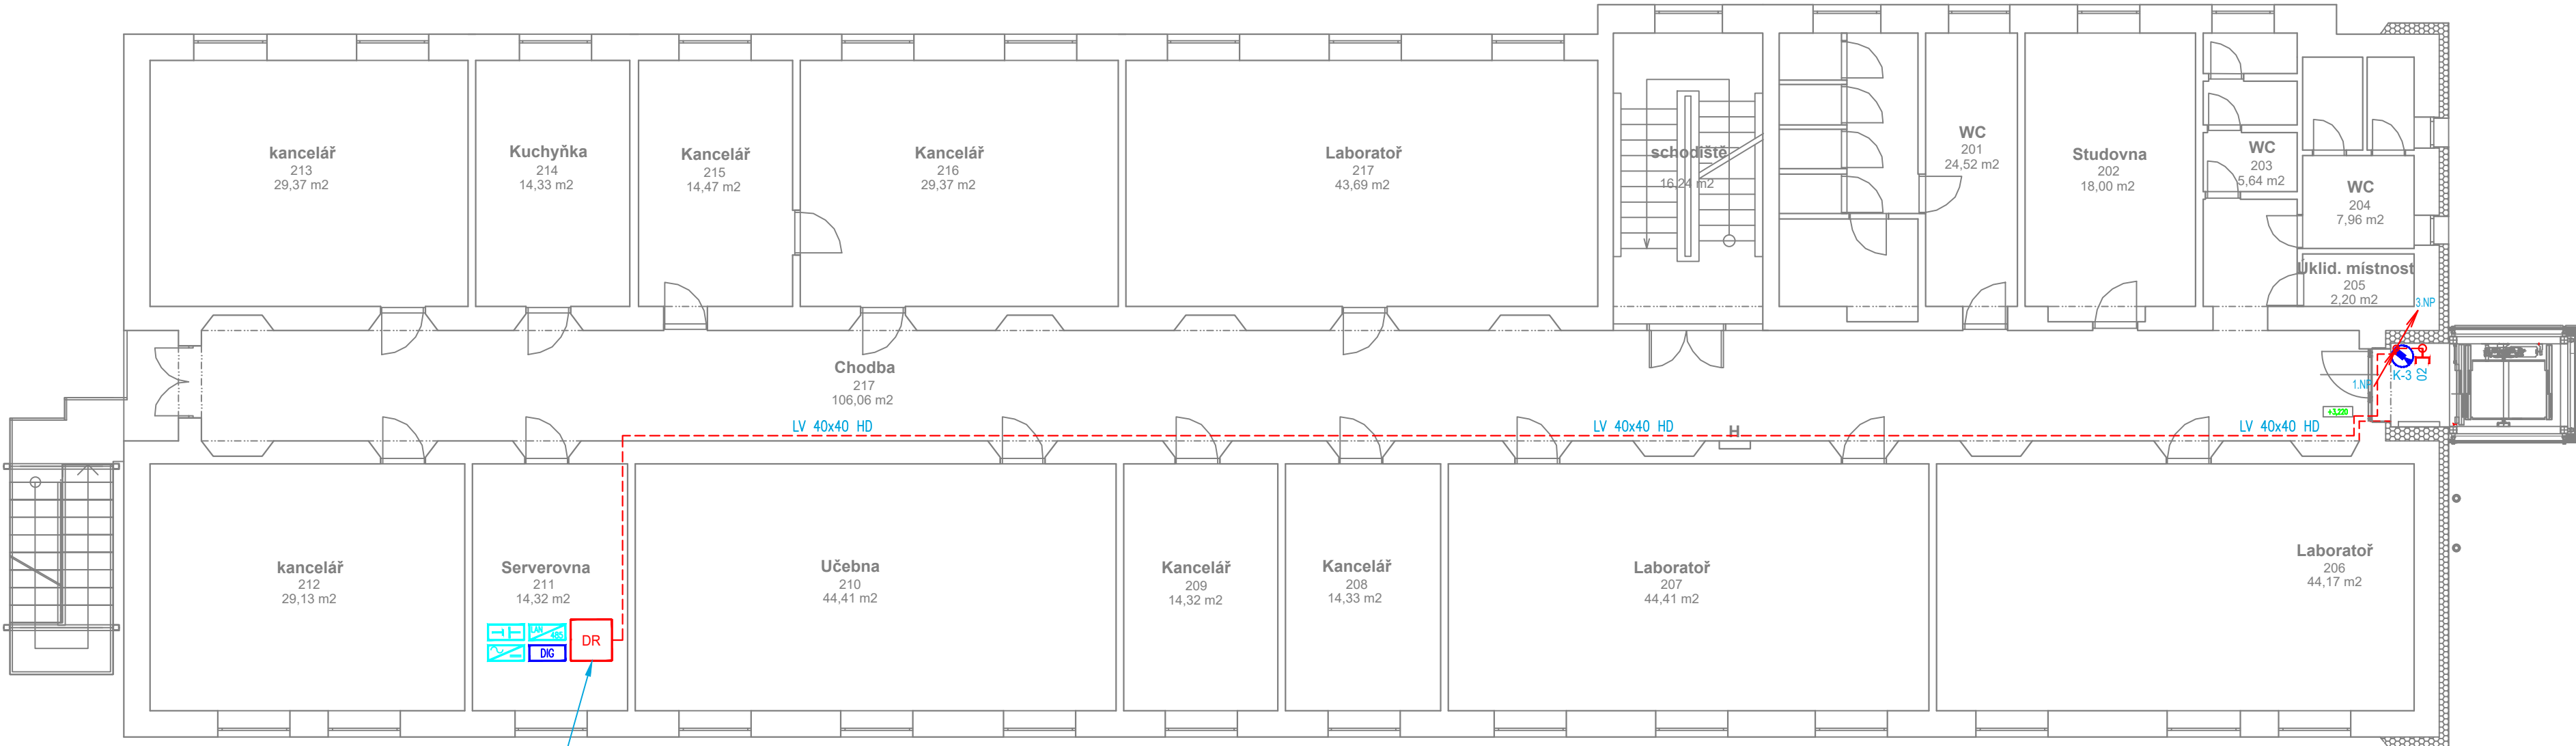 kancelář
213
29,37 m2
Kuchyňka
214
14,33 m2
Kancelář
215
14,47 m2
Kancelář
216
29,37 m2
Laboratoř
217
43,69 m2
schodiště
16,24 m2
WC
201
24,52 m2
Studovna
202
18,00 m2
WC
203
5,64 m2
WC
204
7,96 m2
Úklid. místnost
205
2,20 m2
3.NP
1.NP
K-3
02
+3,220
Chodba
217
106,06 m2
LV 40x40 HD
LV 40x40 HD
H
LV 40x40 HD
kancelář
212
29,13 m2
Serverovna
211
14,32 m2
LAN
485
DIG
DR
Učebna
210
44,41 m2
Kancelář
209
14,32 m2
Kancelář
208
14,33 m2
Laboratoř
207
44,41 m2
Laboratoř
206
44,17 m2